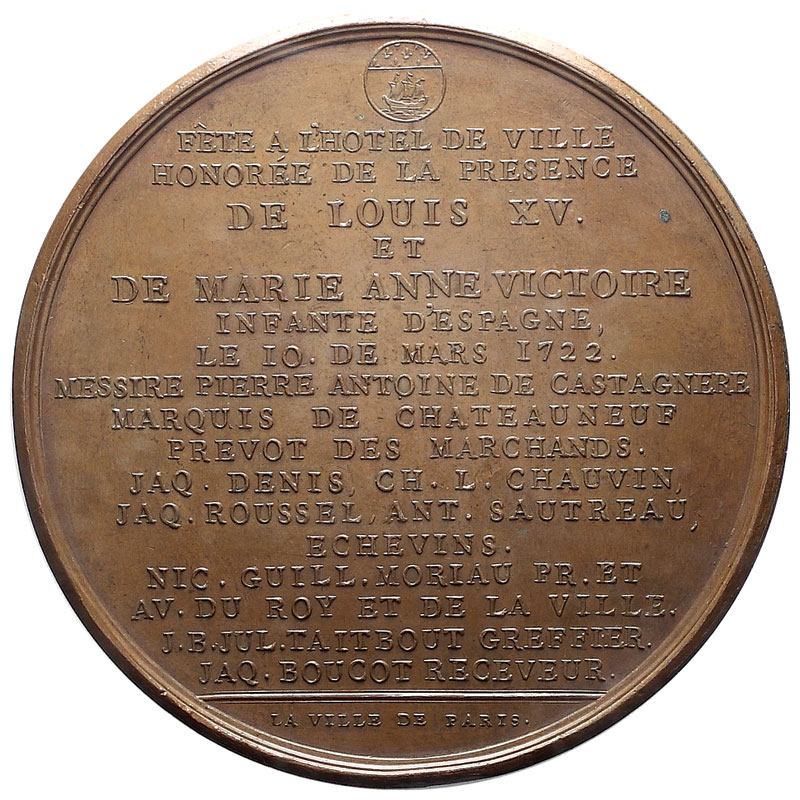 FÊTE A L'HOTEL DE VILLE
HONORÉE DE LA PRESENCE
DE LOUIS XV.
ET
DE MARIE ANNE VICTOIRE
INFANTE D'ESPAGNE,
LE 10. DE MARS 1722.
MESSIRE PIERRE ANTOINE DE CASTAGNERE
MARQUIS DE CHATEAUNEUF
PREVOT DES MARCHANDS.
JAQ. DENIS, CH. L. CHAUVIN,
JAQ. ROUSSEL, ANT. SAUTREAU,
ECHEVINS.
NIC. GUILL. MORIAU PR. ET
AV. DU ROY ET DE LA VILLE.
J.B.JUL.TAITBOUT GREFFIER.
JAQ. BOUCOT RECEVEUR.
LA VILLE DE PARIS.